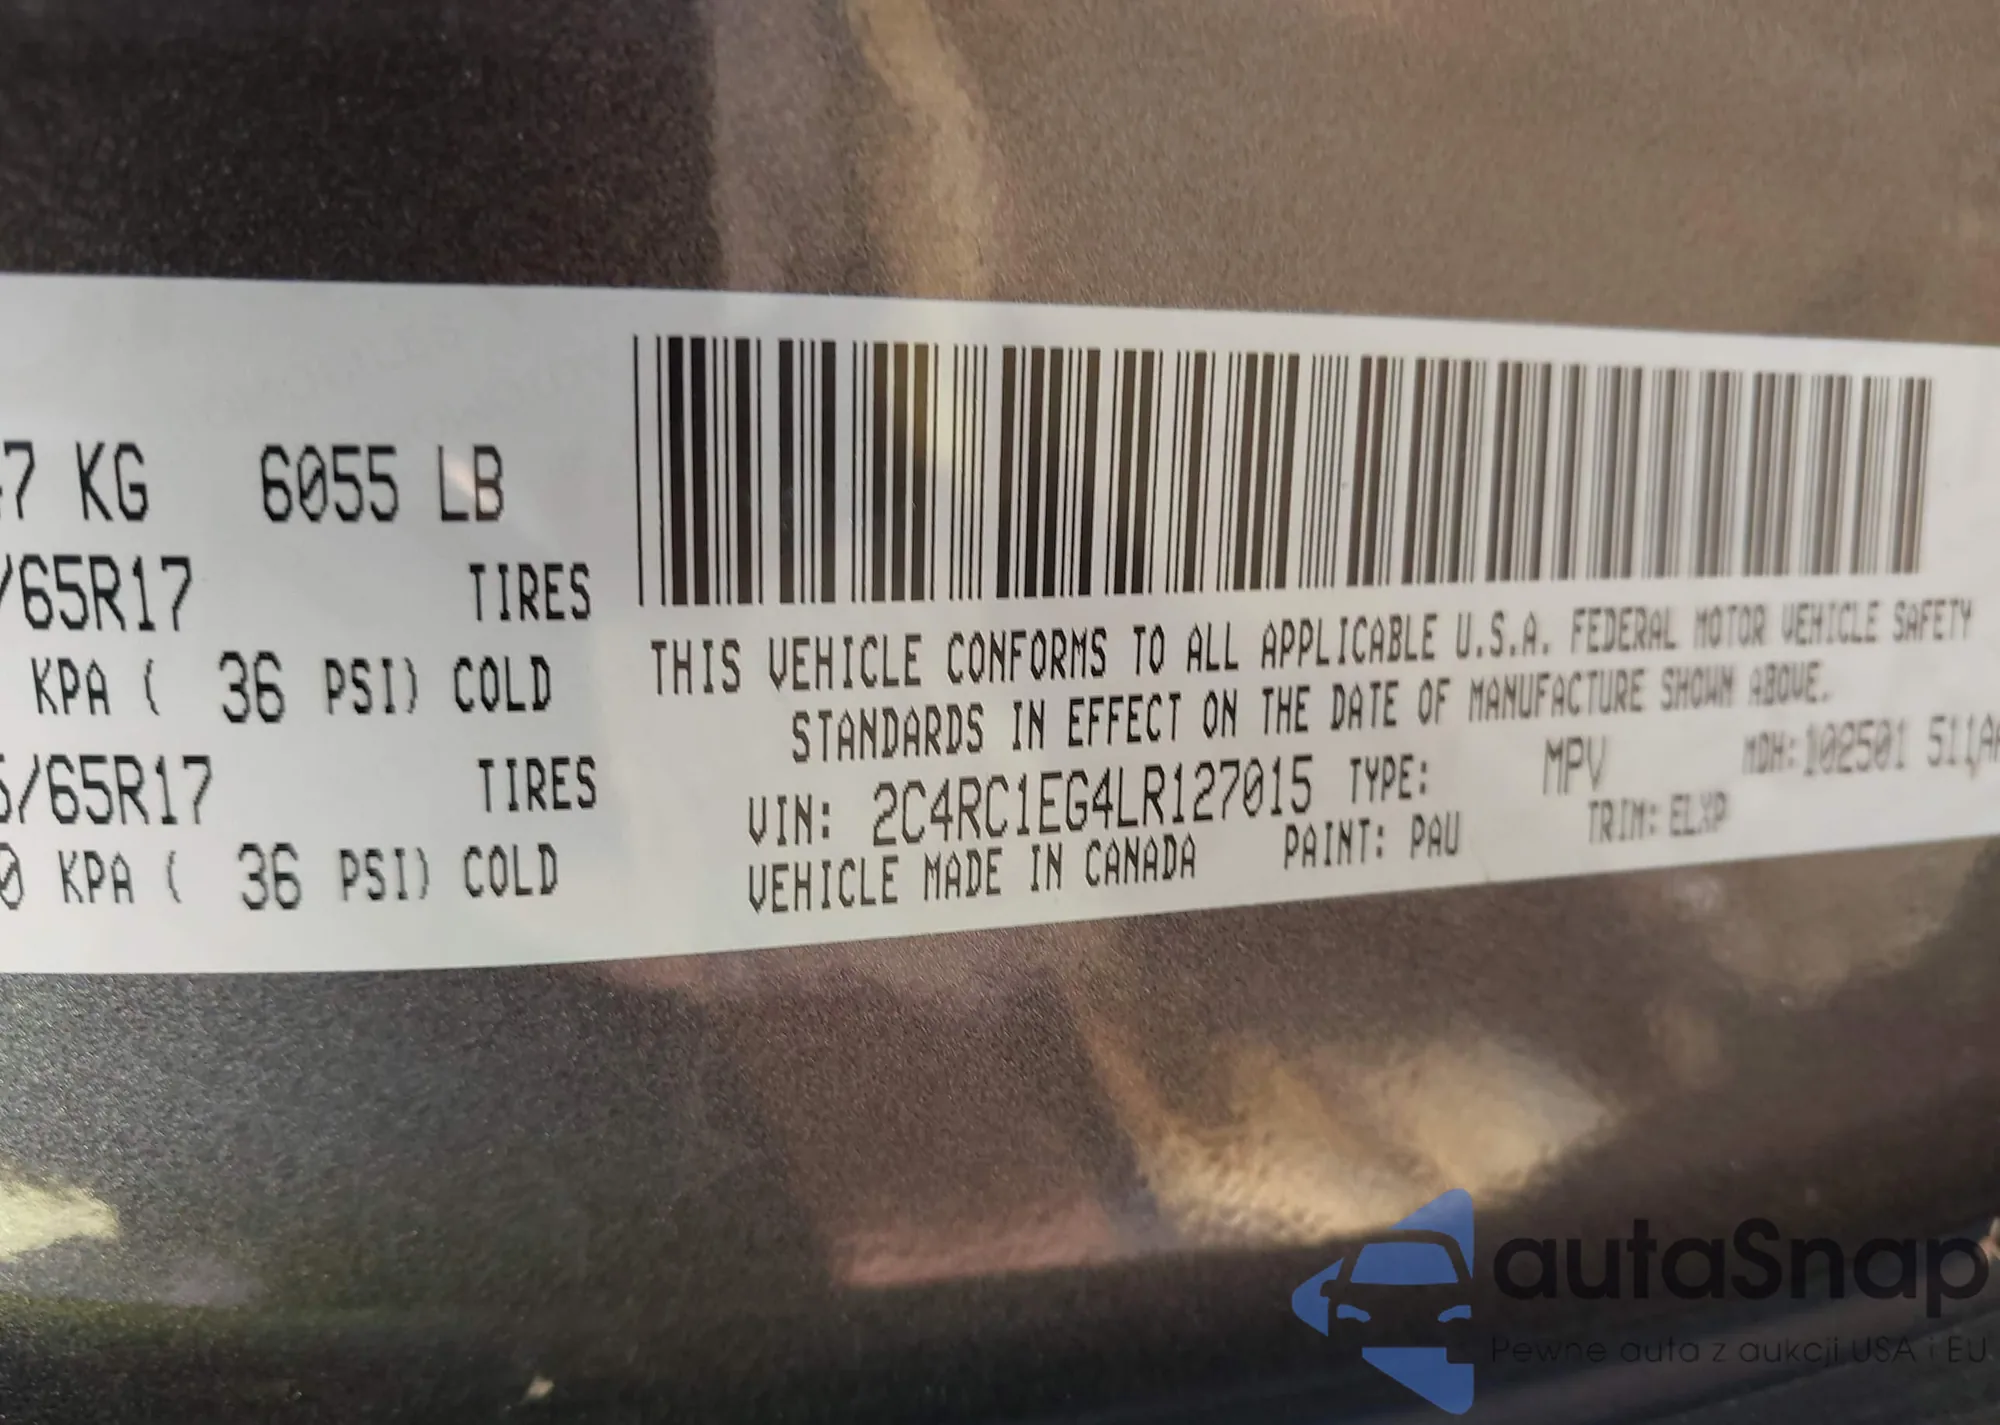 7 KG 6055 LB
/65R17 TIRES
KPA ( 36 PSI) COLD
5/65R17 TIRES
0 KPA ( 36 PSI) COLD
THIS VEHICLE CONFORMS TO ALL APPLICABLE U.S.A. FEDERAL MOTOR VEHICLE SAFETY
STANDARDS IN EFFECT ON THE DATE OF MANUFACTURE SHOWN ABOVE.
VIN: 2C4RC1EG4LR127015 TYPE: MPV MDH: 102501 511AA
VEHICLE MADE IN CANADA PAINT: PAU TRIM: ELXP
autaSnap
Pewne auta z aukcji USA i EU